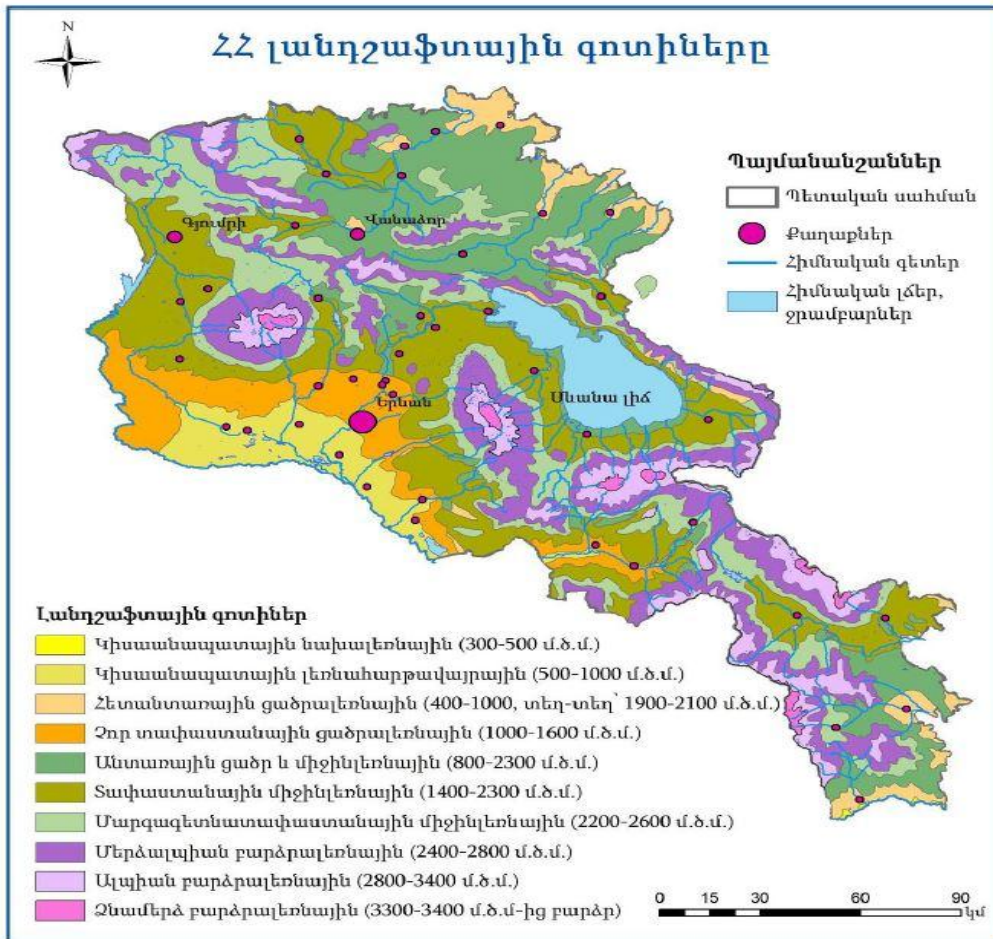 N
ՀՀ լանդշաֆտային գոտիները
Պայմանանշաններ
Պետական սահման
Քաղաքներ
Հիմնական գետեր
Հիմնական լճեր,
ջրամբարներ
Գյումրի
Վանաձոր
Սևանա լիճ
Երևան
Լանդշաֆտային գոտիներ
Կիսաանապատային նախալեռնային (300-500 մ.ծ.մ.)
Կիսաանապատային լեռնահարթավայրային (500-1000 մ.ծ.մ.)
Հետանտառային ցածրալեռնային (400-1000, տեղ-տեղ՝ 1900-2100 մ.ծ.մ.)
Չոր տափաստանային ցածրալեռնային (1000-1600 մ.ծ.մ.)
Անտառային ցածր և միջինլեռնային (800-2300 մ.ծ.մ.)
Տափաստանային միջինլեռնային (1400-2300 մ.ծ.մ.)
Մարգագետնատափաստանային միջինլեռնային (2200-2600 մ.ծ.մ.)
Մերձալպիան բարձրալեռնային (2400-2800 մ.ծ.մ.)
Ալպիան բարձրալեռնային (2800-3400 մ.ծ.մ.)
Ձնամերձ բարձրալեռնային (3300-3400 մ.ծ.մ-ից բարձր)
0 15 30 60 90
կմ